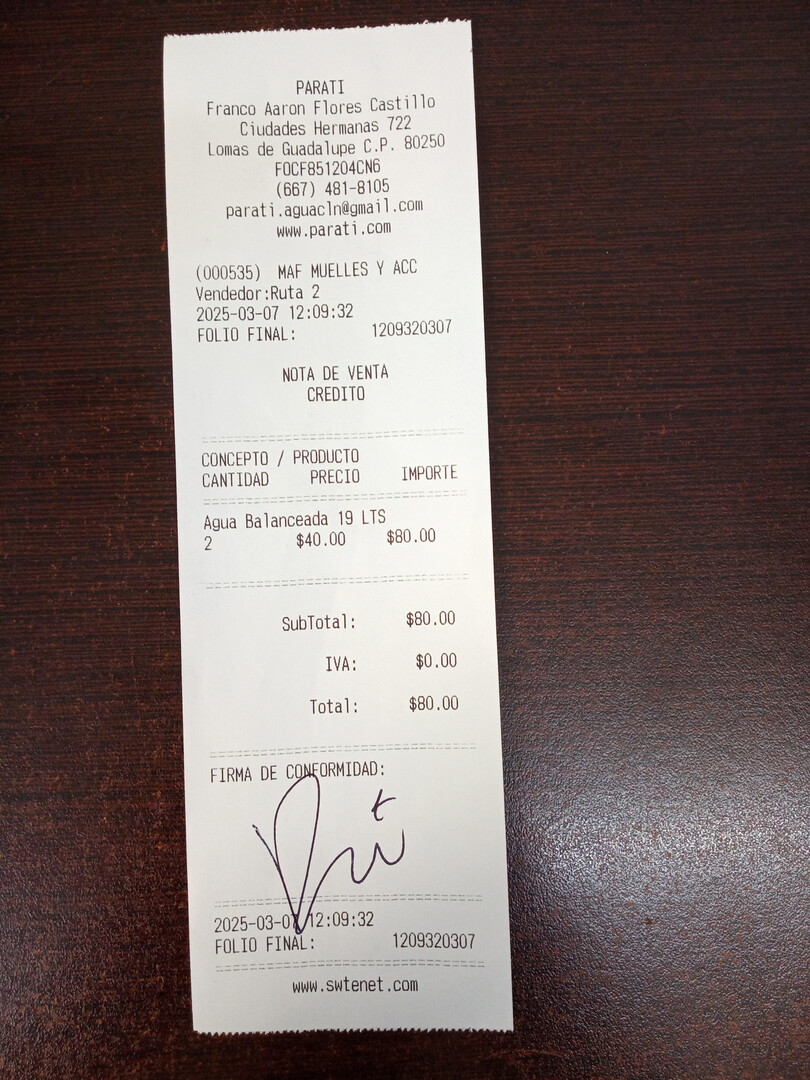 PARATI
Franco Aaron Flores Castillo
Ciudades Hermanas 722
Lomas de Guadalupe C.P. 80250
FOCF851204CN6
(667) 481-8105
parati.aguacln@gmail.com
www.parati.com
(000535) MAF MUELLES Y ACC
Vendedor:Ruta 2
2025-03-07 12:09:32
FOLIO FINAL: 1209320307
NOTA DE VENTA
CREDITO
CONCEPTO / PRODUCTO
CANTIDAD PRECIO IMPORTE
Agua Balanceada 19 LTS
2 $40.00 $80.00
SubTotal: $80.00
IVA: $0.00
Total: $80.00
FIRMA DE CONFORMIDAD:
2025-03-07 12:09:32
FOLIO FINAL: 1209320307
www.swtenet.com